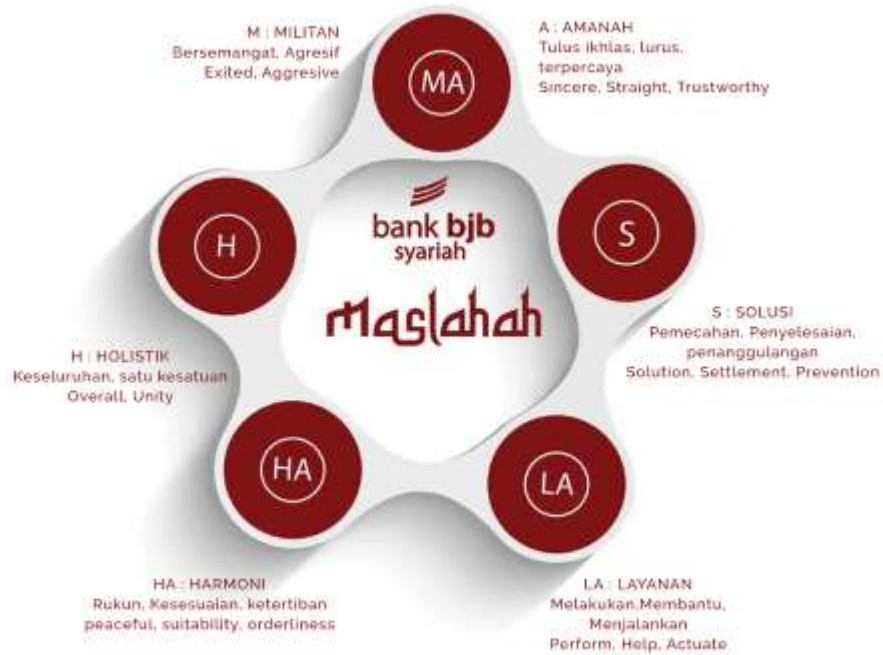 M : MILITAN
Bersemangat, Agresif
Exited, Aggresive
A : AMANAH
Tulus ikhlas, lurus,
terpercaya
Sincere, Straight, Trustworthy
MA
H
bank bjb
syariah
maslahah
S
S : SOLUSI
Pemecahan, Penyelesaian,
penanggulangan
Solution, Settlement, Prevention
H : HOLISTIK
Keseluruhan, satu kesatuan
Overall, Unity
HA
LA
HA : HARMONI
Rukun, Kesesuaian, ketertiban
peaceful, suitability, orderliness
LA : LAYANAN
Melakukan,Membantu,
Menjalankan
Perform, Help, Actuate